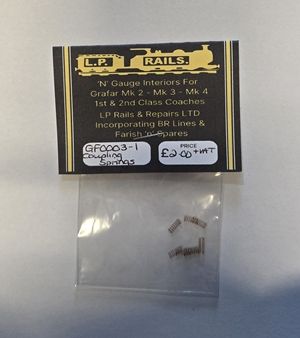 L.P. RAILS.
'N' Gauge Interiors For
Grafar Mk 2 - Mk 3 - Mk 4
1st & 2nd Class Coaches
LP Rails & Repairs LTD
Incorporating BR Lines &
Farish 'n' Spares
GF0003-1
Coupling
Springs
PRICE
£2.00 + VAT